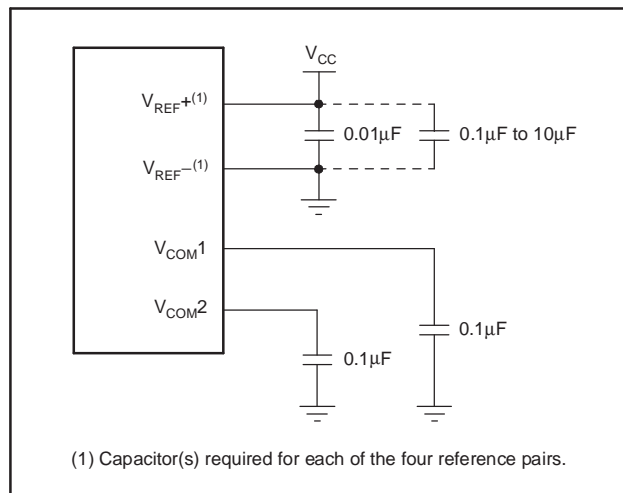 V_CC
V_REF+(1)
0.01μF
0.1μF to 10μF
V_REF–(1)
V_COM1
V_COM2
0.1μF
0.1μF
(1) Capacitor(s) required for each of the four reference pairs.